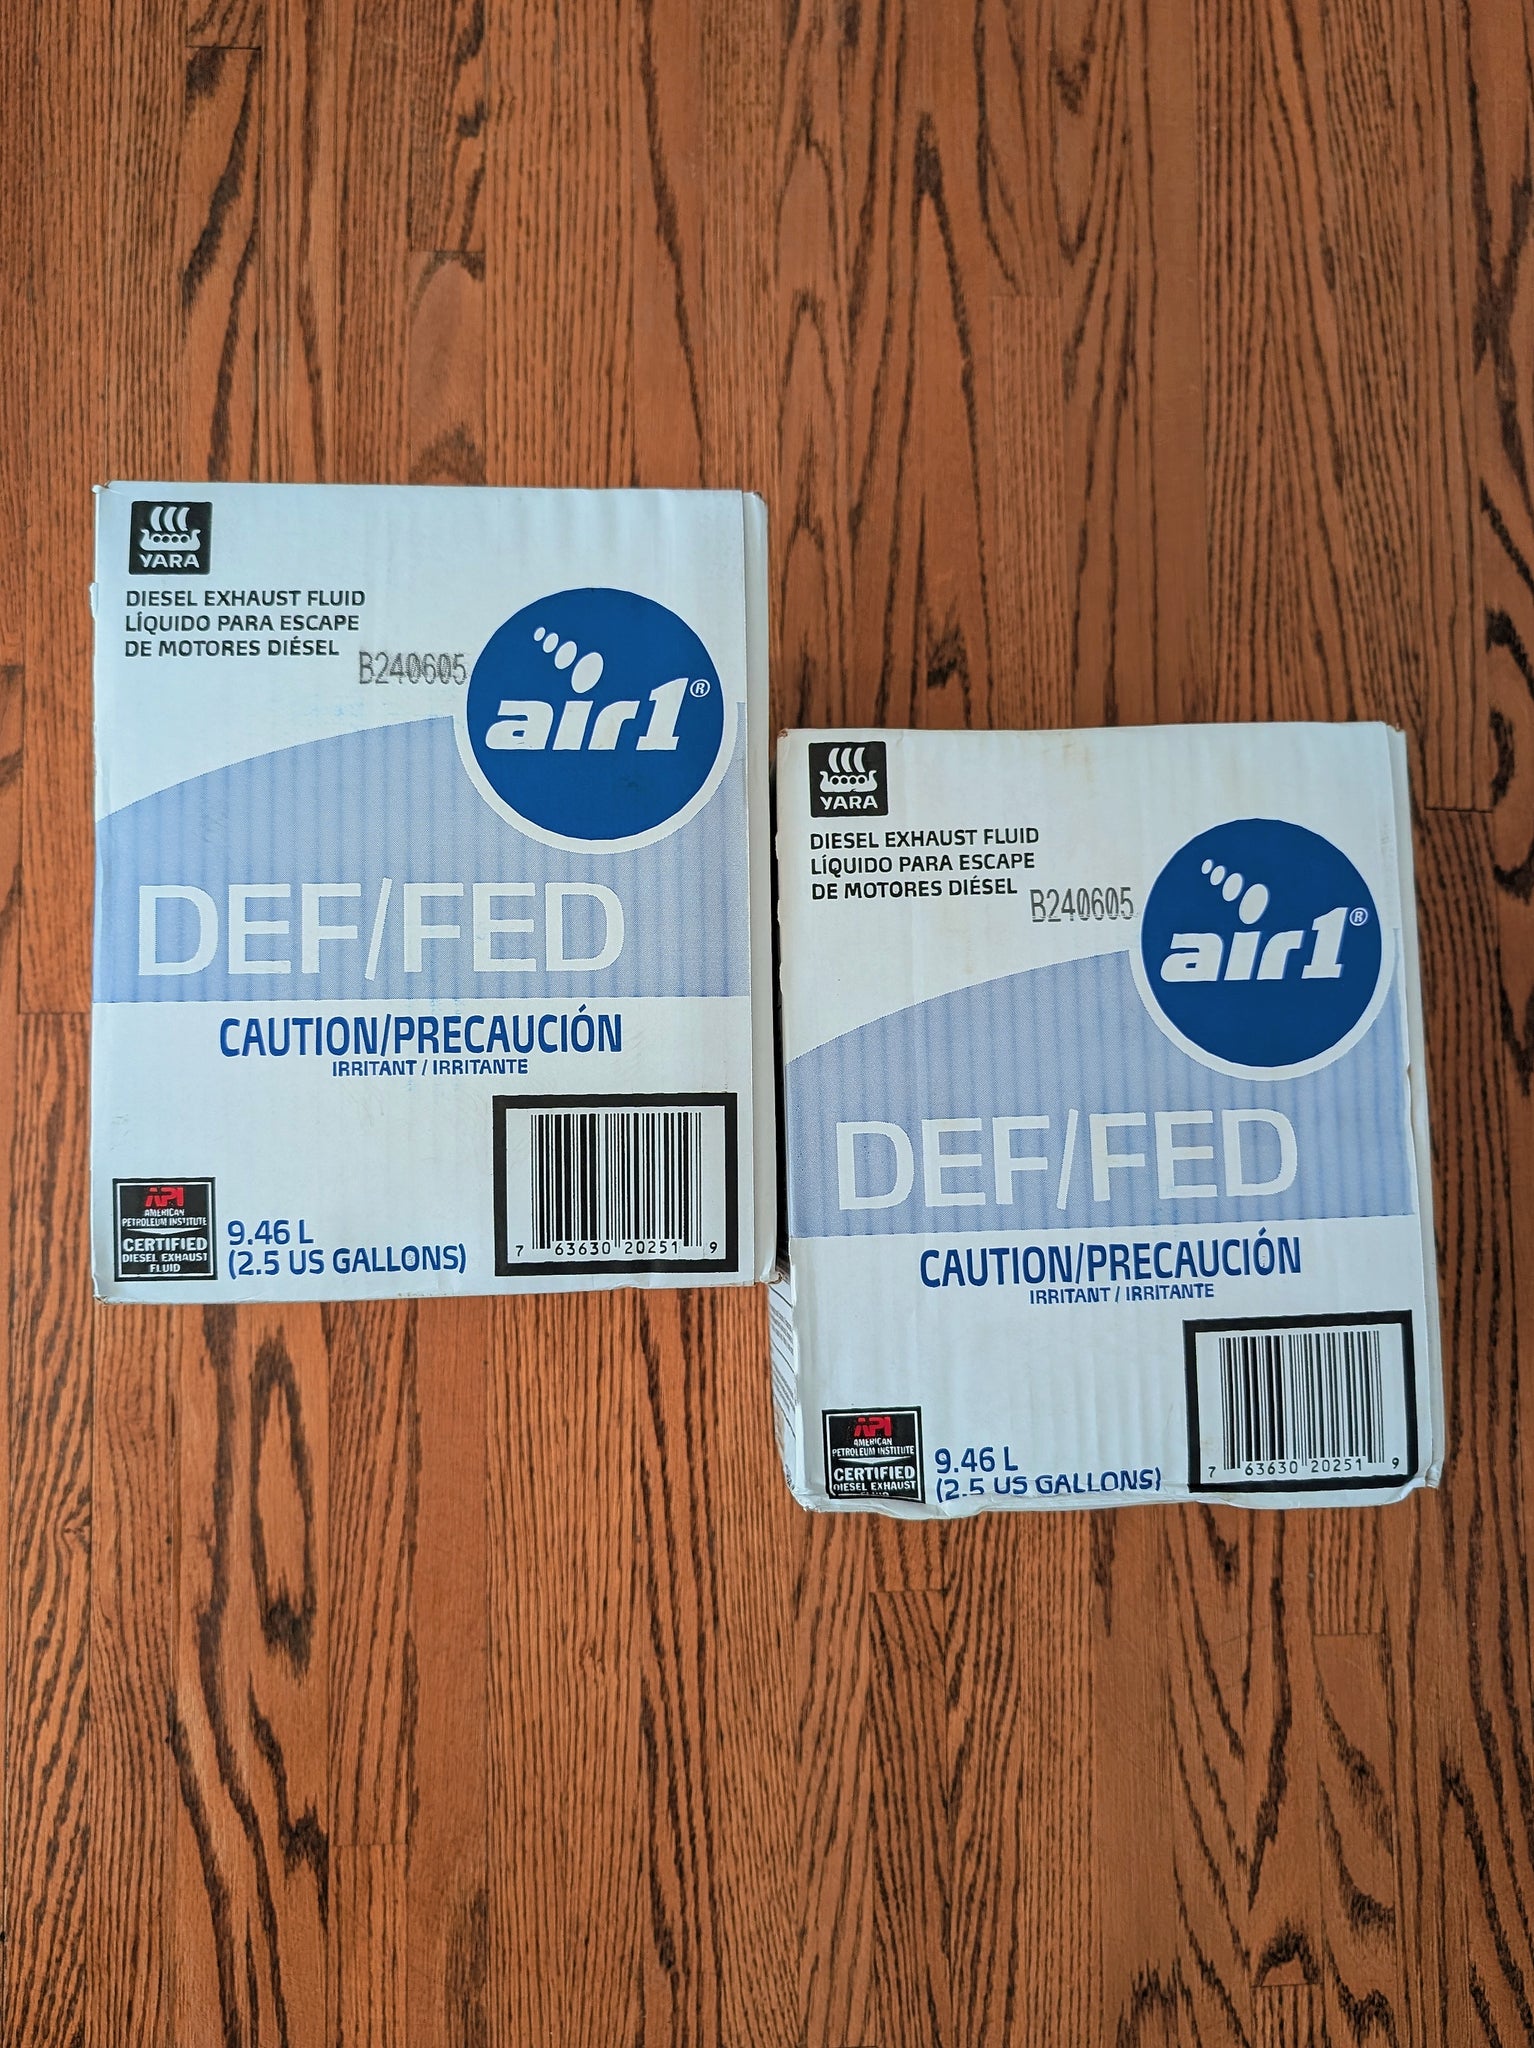 YARA
DIESEL EXHAUST FLUID
LÍQUIDO PARA ESCAPE
DE MOTORES DIÉSEL
B240605
air1®
DEF/FED
CAUTION/PRECAUCIÓN
IRRITANT / IRRITANTE
API
AMERICAN
PETROLEUM INSTITUTE
CERTIFIED
DIESEL EXHAUST
FLUID
9.46 L
(2.5 US GALLONS)
7 63630 20251 9
YARA
DIESEL EXHAUST FLUID
LÍQUIDO PARA ESCAPE
DE MOTORES DIÉSEL
B240605
air1®
DEF/FED
CAUTION/PRECAUCIÓN
IRRITANT / IRRITANTE
API
AMERICAN
PETROLEUM INSTITUTE
CERTIFIED
DIESEL EXHAUST
FLUID
9.46 L
(2.5 US GALLONS)
7 63630 20251 9